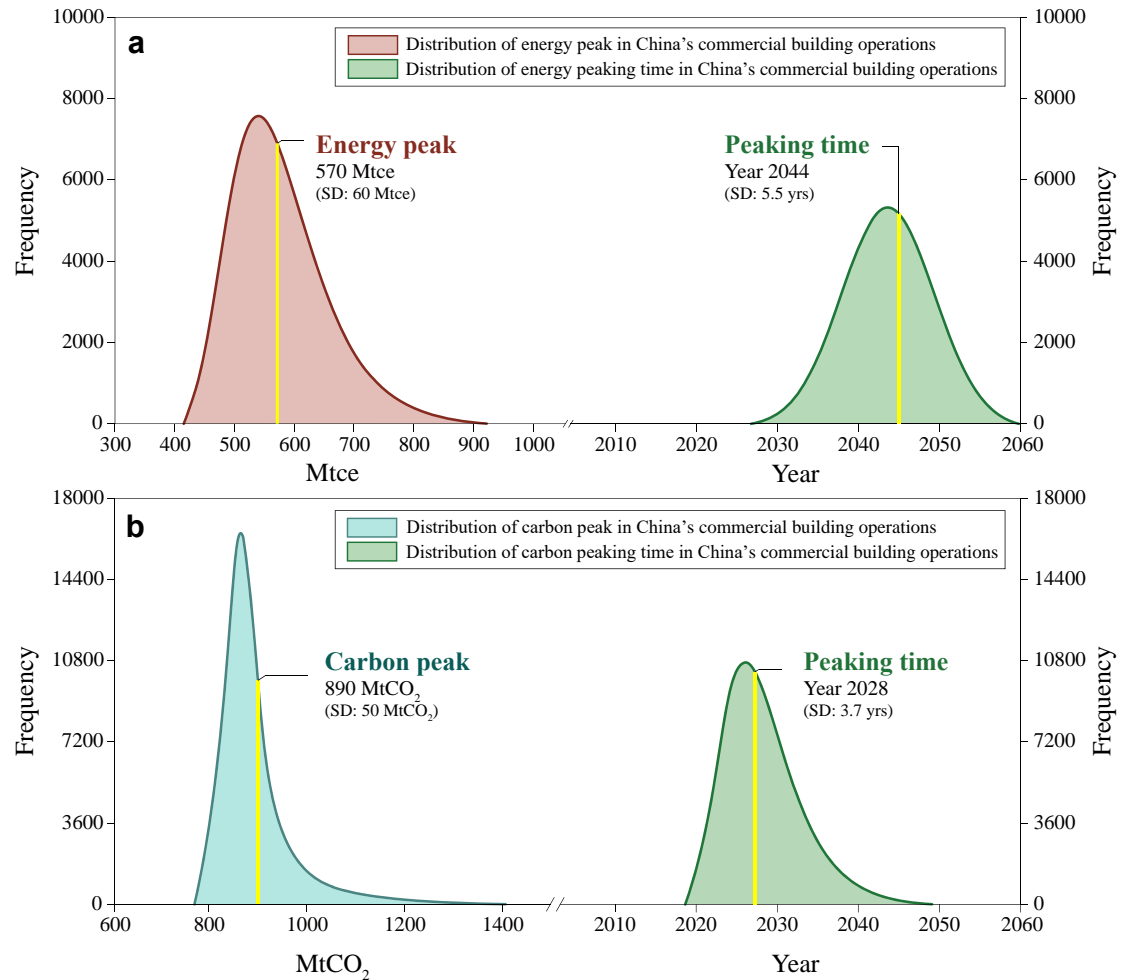 a
Distribution of energy peak in China's commercial building operations
Distribution of energy peaking time in China's commercial building operations
10000
8000
6000
4000
2000
0
Frequency
Energy peak
570 Mtce
(SD: 60 Mtce)
Peaking time
Year 2044
(SD: 5.5 yrs)
10000
8000
6000
4000
2000
0
Frequency
300 400 500 600 700 800 900 1000 2010 2020 2030 2040 2050 2060
Mtce Year
b
Distribution of carbon peak in China's commercial building operations
Distribution of carbon peaking time in China's commercial building operations
18000
14400
10800
7200
3600
0
Frequency
Carbon peak
890 MtCO₂
(SD: 50 MtCO₂)
Peaking time
Year 2028
(SD: 3.7 yrs)
18000
14400
10800
7200
3600
0
Frequency
600 800 1000 1200 1400 2010 2020 2030 2040 2050 2060
MtCO₂ Year